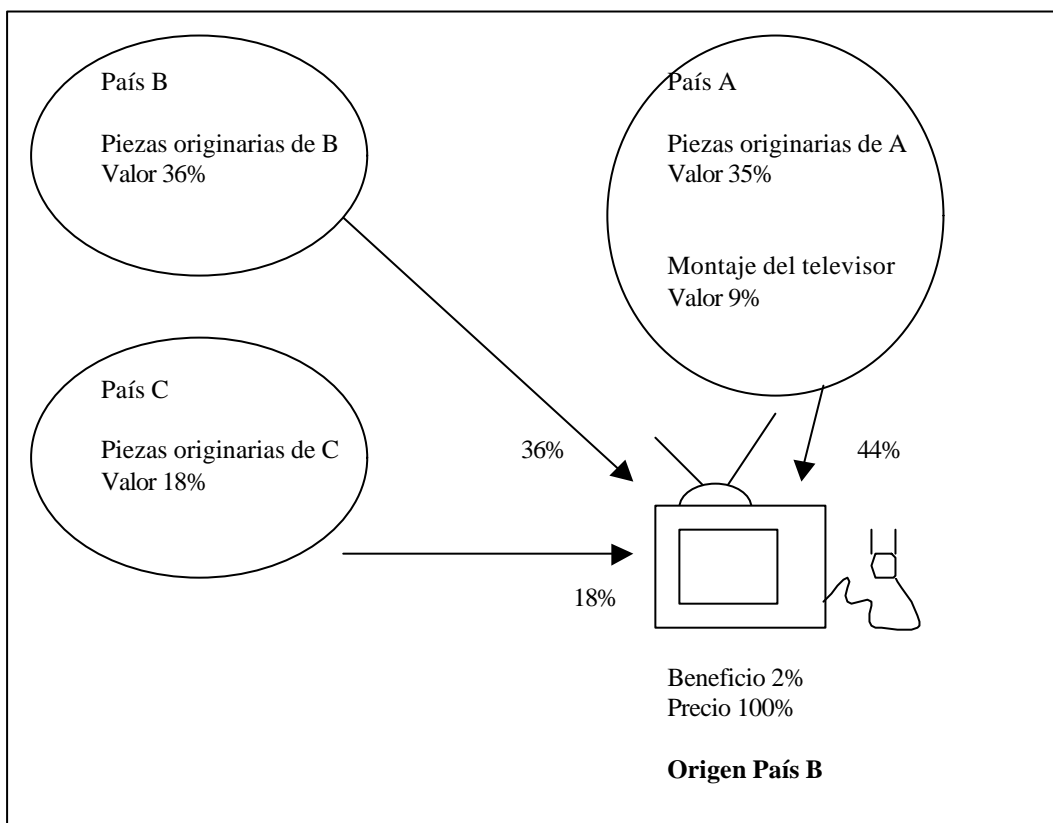 País B
Piezas originarias de B
Valor 36%
País A
Piezas originarias de A
Valor 35%
Montaje del televisor
Valor 9%
País C
Piezas originarias de C
Valor 18%
36%
44%
18%
Beneficio 2%
Precio 100%
Origen País B